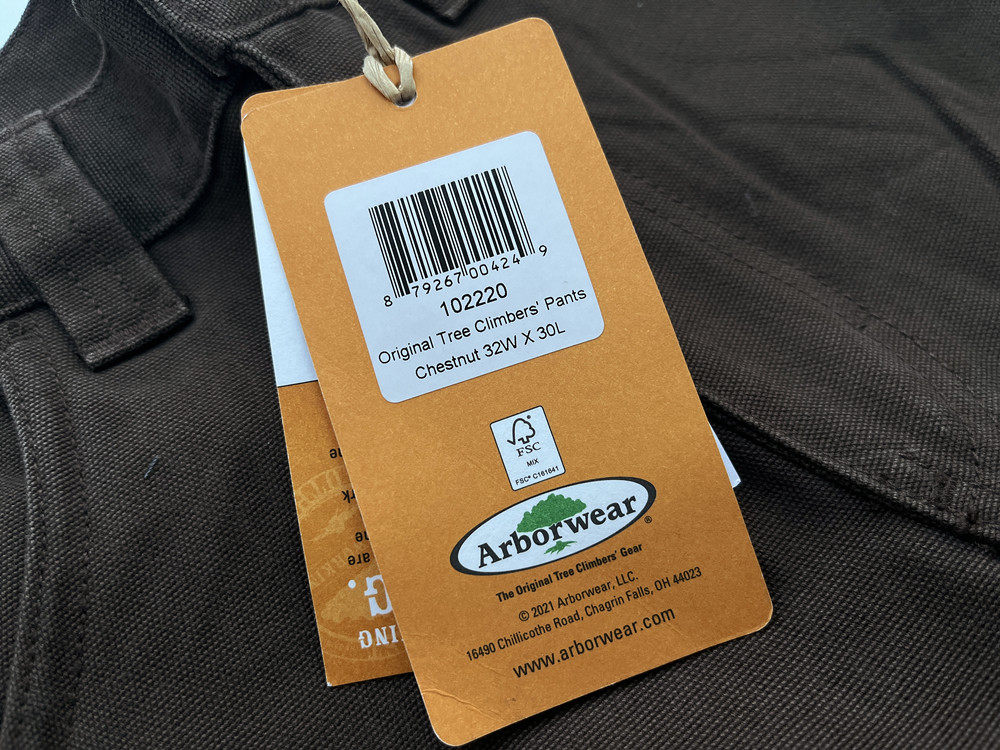 8 79267 00424 9
102220
Original Tree Climbers' Pants
Chestnut 32W X 30L
FSC
MIX
FSC® C161641
Arborwear®
The Original Tree Climbers' Gear
© 2021 Arborwear, LLC.
16490 Chillicothe Road, Chagrin Falls, OH 44023
www.arborwear.com